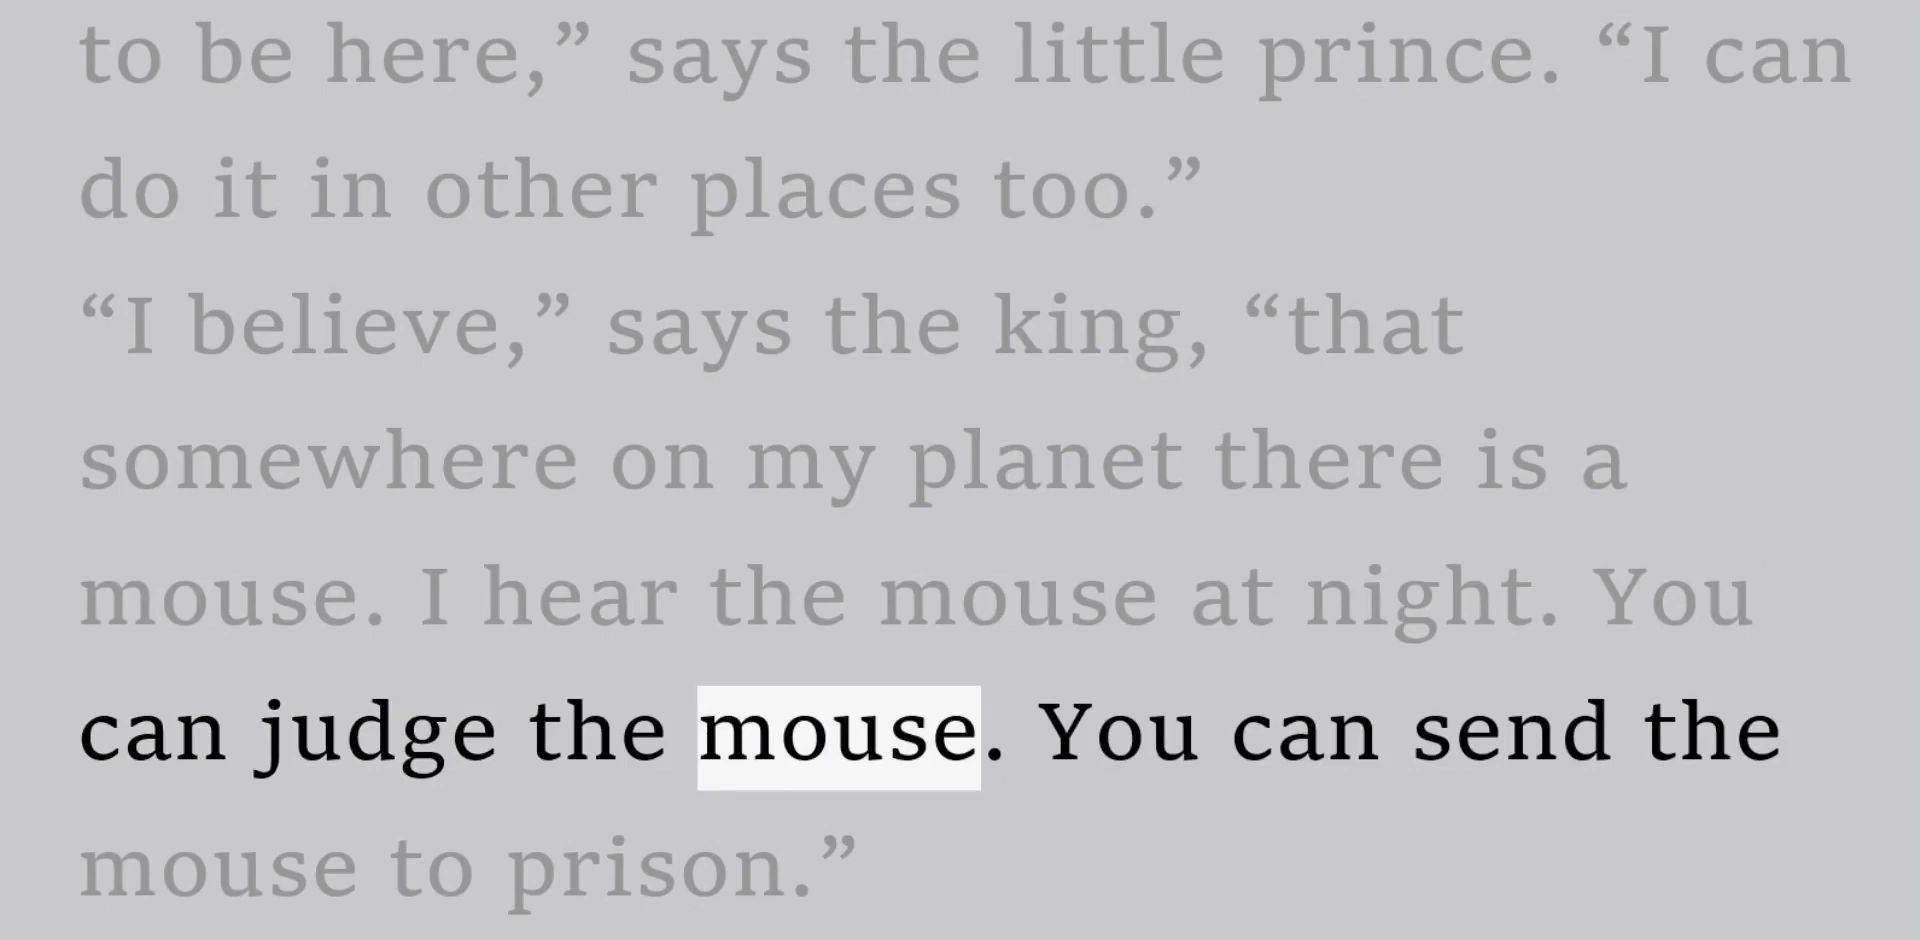 to be here,” says the little prince. “I can
do it in other places too.”
“I believe,” says the king, “that
somewhere on my planet there is a
mouse. I hear the mouse at night. You
can judge the mouse. You can send the
mouse to prison.”